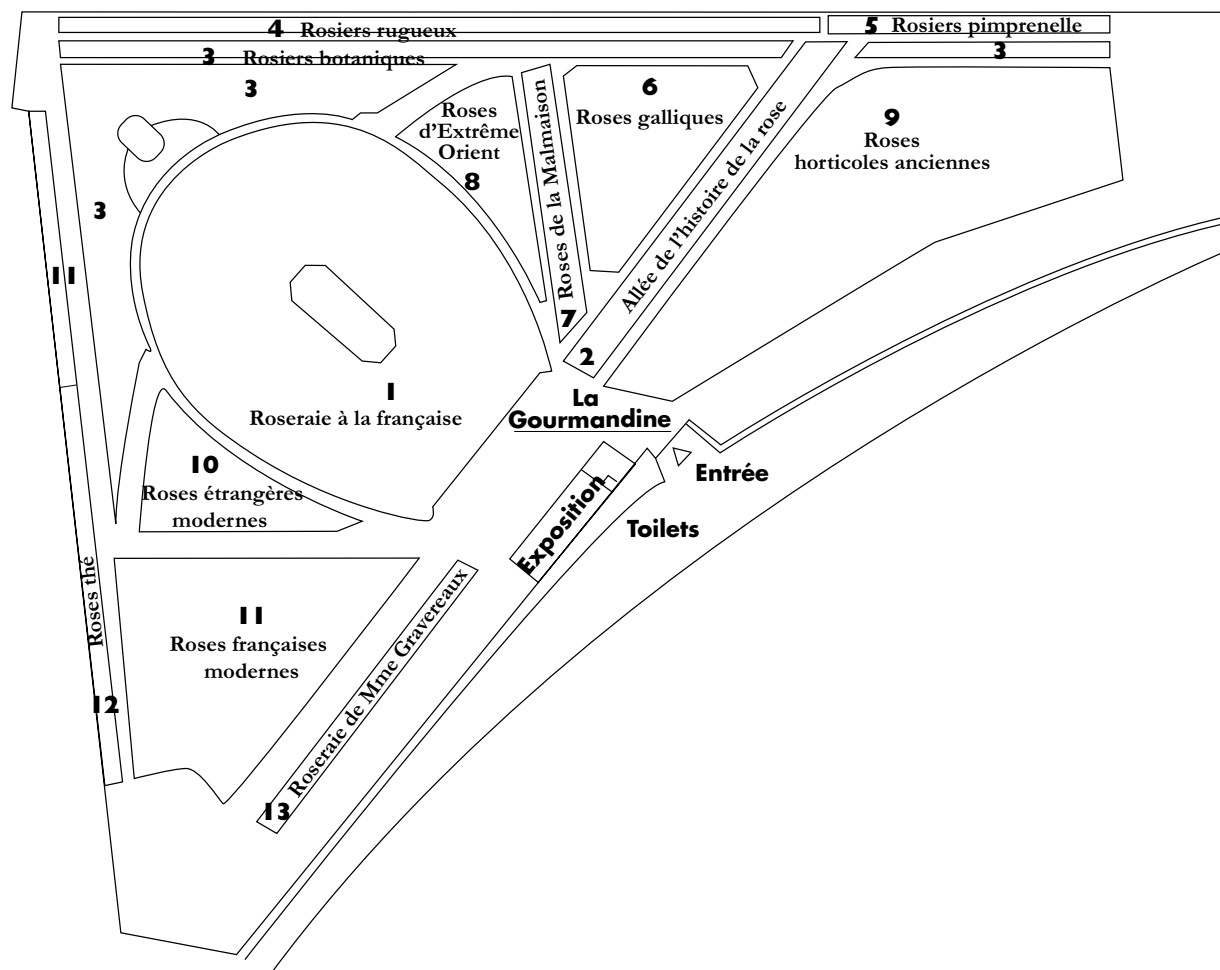 4 Rosiers rugueux
5 Rosiers pimprenelle
3 Rosiers botaniques
3
3
6
Roses galliques
Roses
d'Extrême
Orient
8
Roses de la Malmaison
7
Allée de l'histoire de la rose
2
9
Roses
horticoles anciennes
3
11
1
Roseraie à la française
La
Gourmandine
Entrée
Exposition
Toilets
10
Roses étrangères
modernes
Roses thé
12
11
Roses françaises
modernes
Roseraie de Mme Gravereaux
13